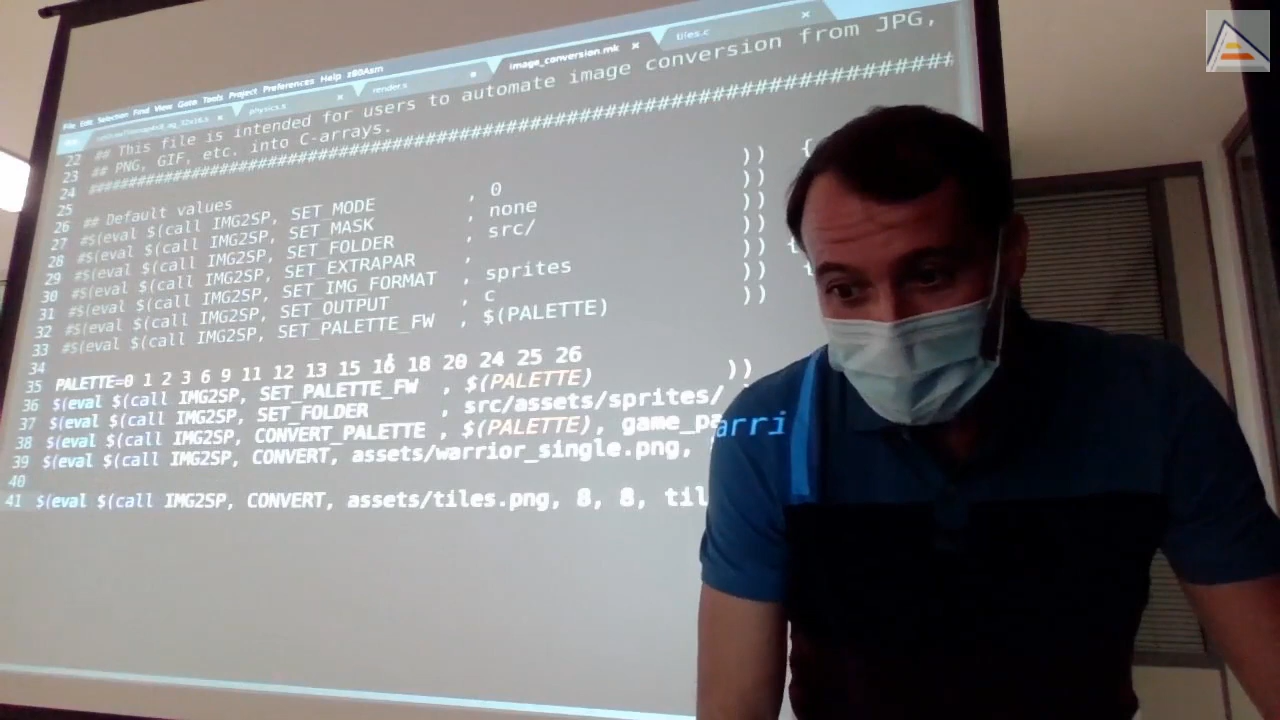 File Edit Selection Find View Goto Tools Project Preferences Help z80Asm
physics.s
render.s
image_conversion.mk
tiles.c
22 ## This file is intended for users to automate image conversion from JPG,
23 ## PNG, GIF, etc. into C-arrays.
24 ####################################################################
25
26 ## Default values
27 #$(eval $(call IMG2SP, SET_MODE , 0 )) {
28 #$(eval $(call IMG2SP, SET_MASK , none ))
29 #$(eval $(call IMG2SP, SET_FOLDER , src/ ))
30 #$(eval $(call IMG2SP, SET_EXTRAPAR , ))
31 #$(eval $(call IMG2SP, SET_IMG_FORMAT , sprites )) {
32 #$(eval $(call IMG2SP, SET_OUTPUT , c ))
33 #$(eval $(call IMG2SP, SET_PALETTE_FW , $(PALETTE) ))
34
35 PALETTE=0 1 2 3 6 9 11 12 13 15 16 18 20 24 25 26
36 $(eval $(call IMG2SP, SET_PALETTE_FW , $(PALETTE) ))
37 $(eval $(call IMG2SP, SET_FOLDER , src/assets/sprites/
38 $(eval $(call IMG2SP, CONVERT_PALETTE , $(PALETTE), game_pa
39 $(eval $(call IMG2SP, CONVERT, assets/warrior_single.png, arri
40
41 $(eval $(call IMG2SP, CONVERT, assets/tiles.png, 8, 8, til